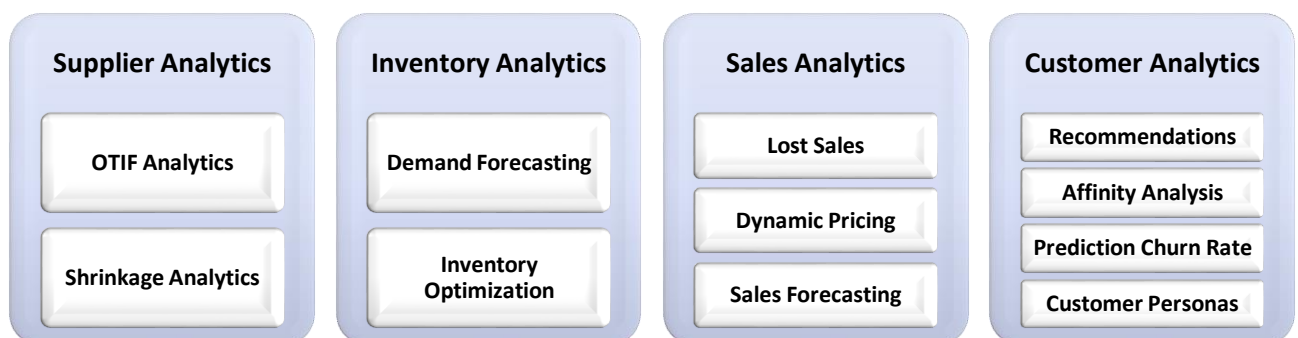 Supplier Analytics
OTIF Analytics
Shrinkage Analytics
Inventory Analytics
Demand Forecasting
Inventory
Optimization
Sales Analytics
Lost Sales
Dynamic Pricing
Sales Forecasting
Customer Analytics
Recommendations
Affinity Analysis
Prediction Churn Rate
Customer Personas